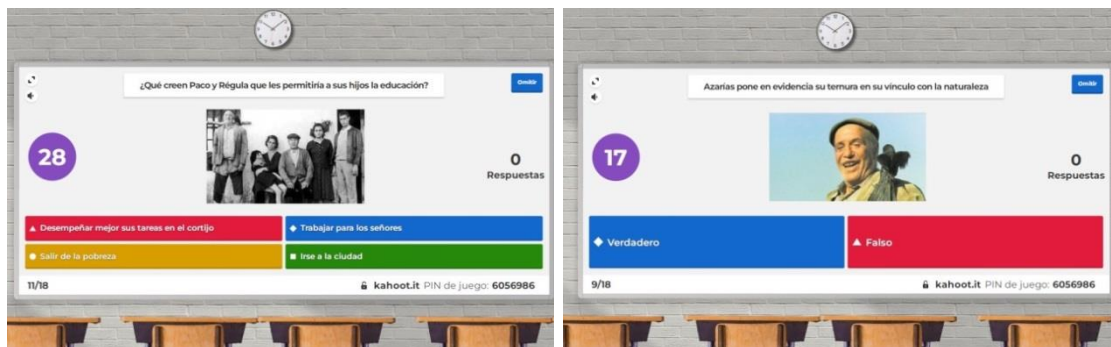 ¿Qué creen Paco y Régula que les permitiría a sus hijos la educación?
Omitir
28
0
Respuestas
Desempeñar mejor sus tareas en el cortijo
Trabajar para los señores
Salir de la pobreza
Irse a la ciudad
11/18
kahoot.it PIN de juego: 6056986
Azarías pone en evidencia su ternura en su vínculo con la naturaleza
Omitir
17
0
Respuestas
Verdadero
Falso
9/18
kahoot.it PIN de juego: 6056986